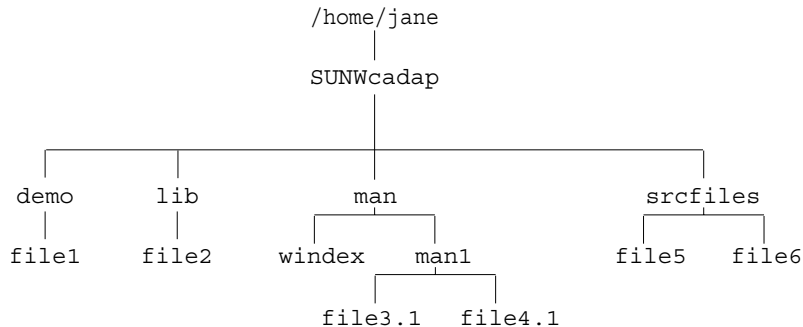 /home/jane
SUNWcadap
demo lib man srcfiles
file1 file2 windex man1 file5 file6
file3.1 file4.1